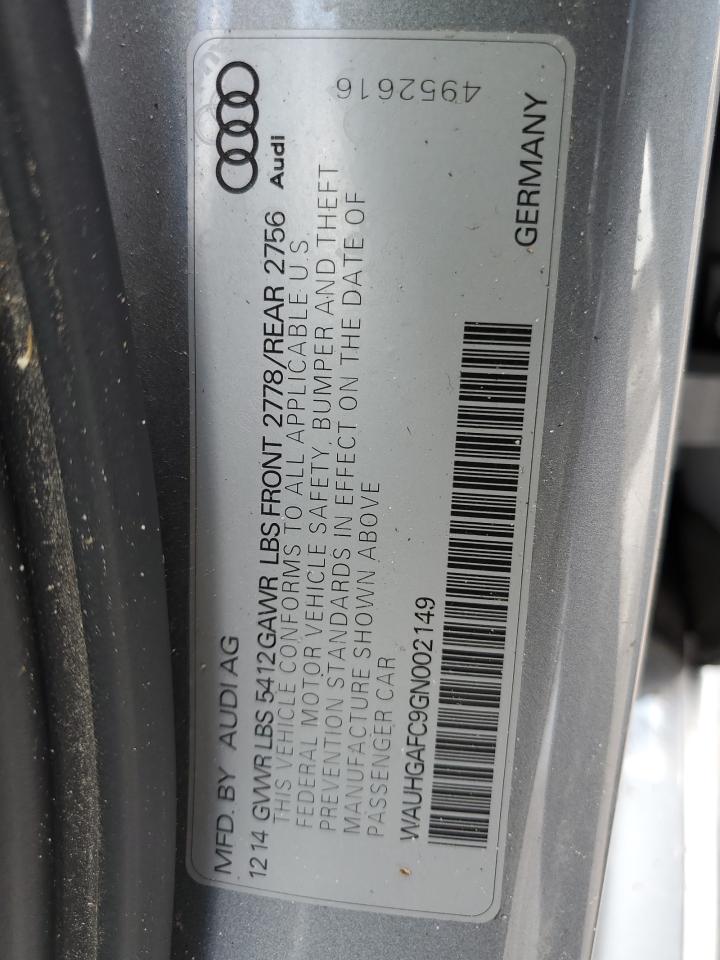 MFD. BY AUDI AG
Audi
12 14 GVWR LBS 5412GAWR LBS FRONT 2778/REAR 2756
THIS VEHICLE CONFORMS TO ALL APPLICABLE U.S.
FEDERAL MOTOR VEHICLE SAFETY, BUMPER AND THEFT
PREVENTION STANDARDS IN EFFECT ON THE DATE OF
MANUFACTURE SHOWN ABOVE
PASSENGER CAR
WAUHGAFC9GN002149
4952616
GERMANY